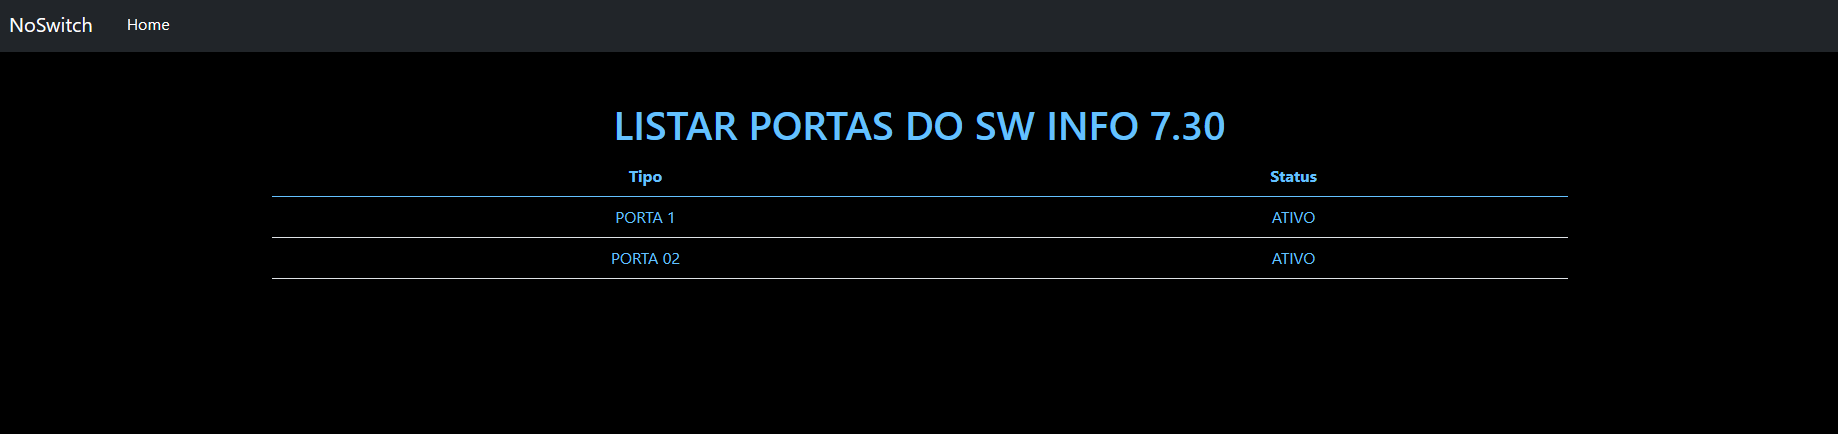 NoSwitch Home
LISTAR PORTAS DO SW INFO 7.30
Tipo Status
PORTA 1 ATIVO
PORTA 02 ATIVO